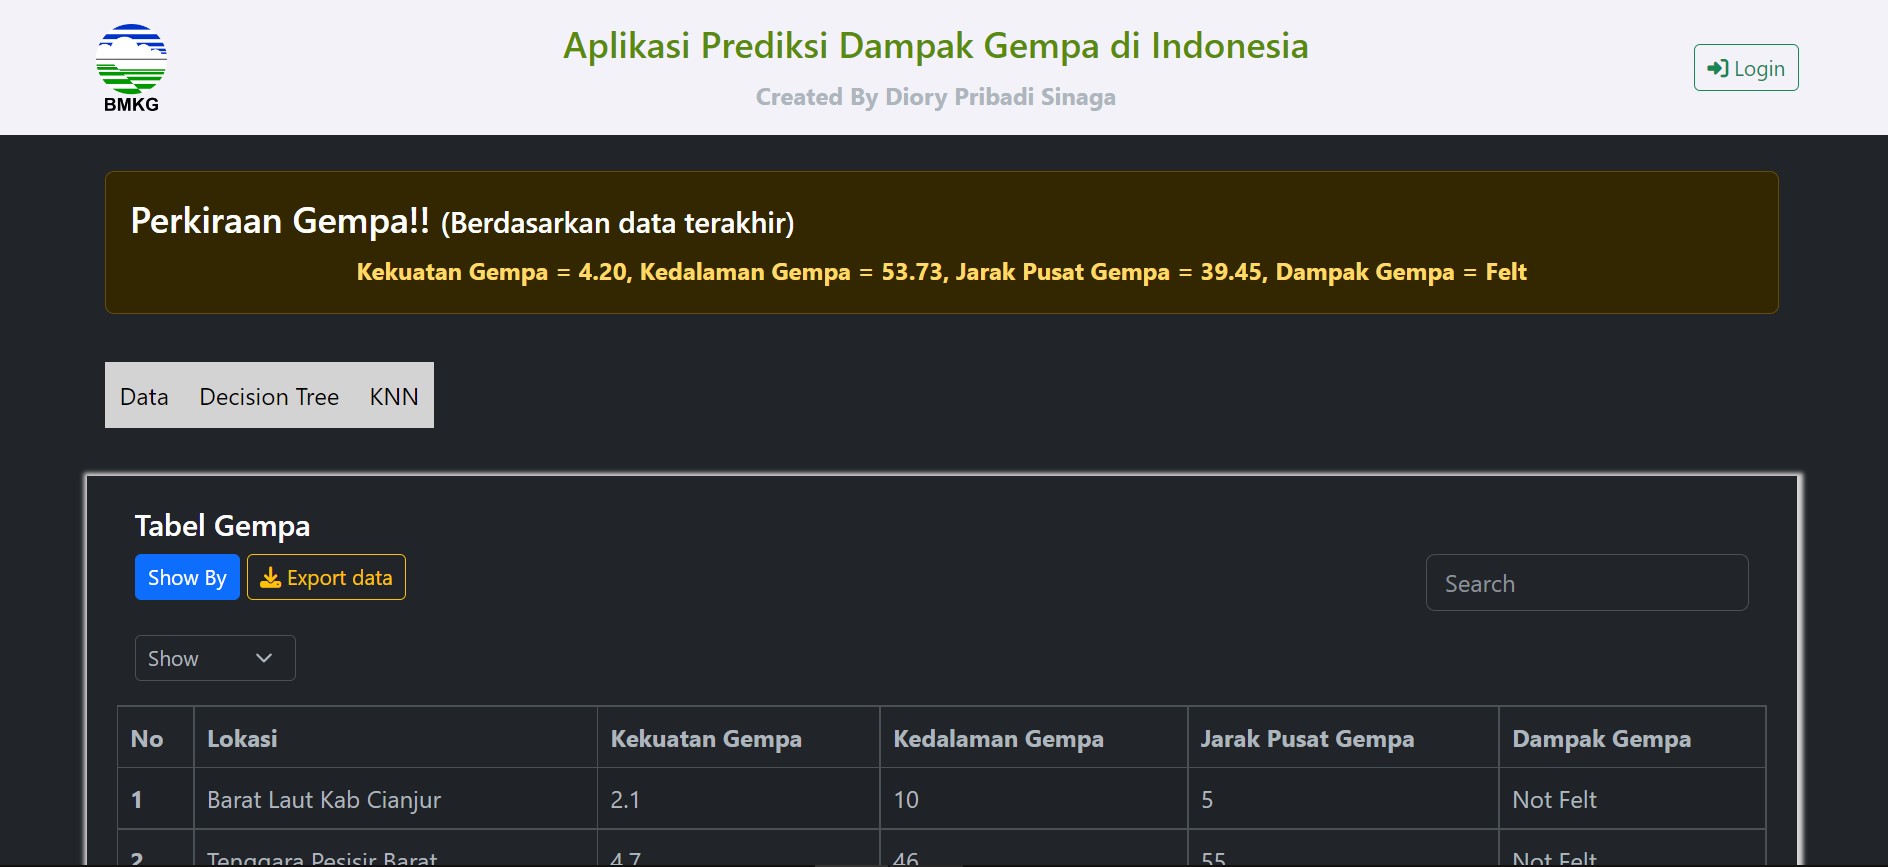 BMKG
Aplikasi Prediksi Dampak Gempa di Indonesia
Created By Diory Pribadi Sinaga
Login
Perkiraan Gempa!! (Berdasarkan data terakhir)
Kekuatan Gempa = 4.20, Kedalaman Gempa = 53.73, Jarak Pusat Gempa = 39.45, Dampak Gempa = Felt
Data Decision Tree KNN
Tabel Gempa
Show By Export data
Search
Show
No Lokasi Kekuatan Gempa Kedalaman Gempa Jarak Pusat Gempa Dampak Gempa
1 Barat Laut Kab Cianjur 2.1 10 5 Not Felt
2 Tenggara Pesisir Barat 4.7 46 55 Not Felt